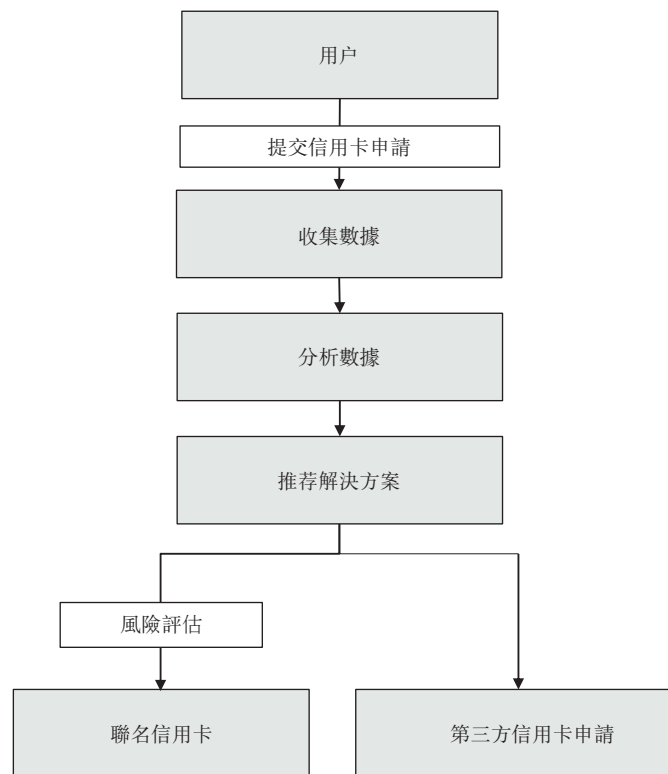 用户
提交信用卡申請
收集數據
分析數據
推荐解決方案
風險評估
聯名信用卡
第三方信用卡申請